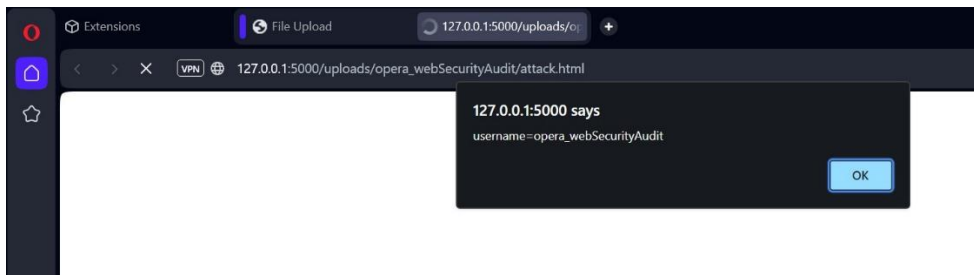 Extensions
File Upload
127.0.0.1:5000/uploads/op
VPN
127.0.0.1:5000/uploads/opera_webSecurityAudit/attack.html
127.0.0.1:5000 says
username=opera_webSecurityAudit
OK